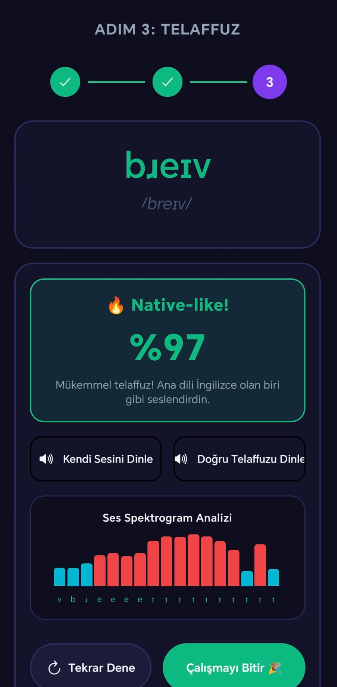 ADIM 3: TELAFFUZ
3
bɹeɪv
/breɪv/
🔥 Native-like!
%97
Mükemmel telaffuz! Ana dili İngilizce olan biri
gibi seslendirdin.
Kendi Sesini Dinle
Doğru Telaffuzu Dinle
Ses Spektrogram Analizi
v b ɹ e e e e ɪ ɪ ɪ ɪ ɪ ɪ ɪ ɪ ɪ ɪ
Tekrar Dene
Çalışmayı Bitir 🎉